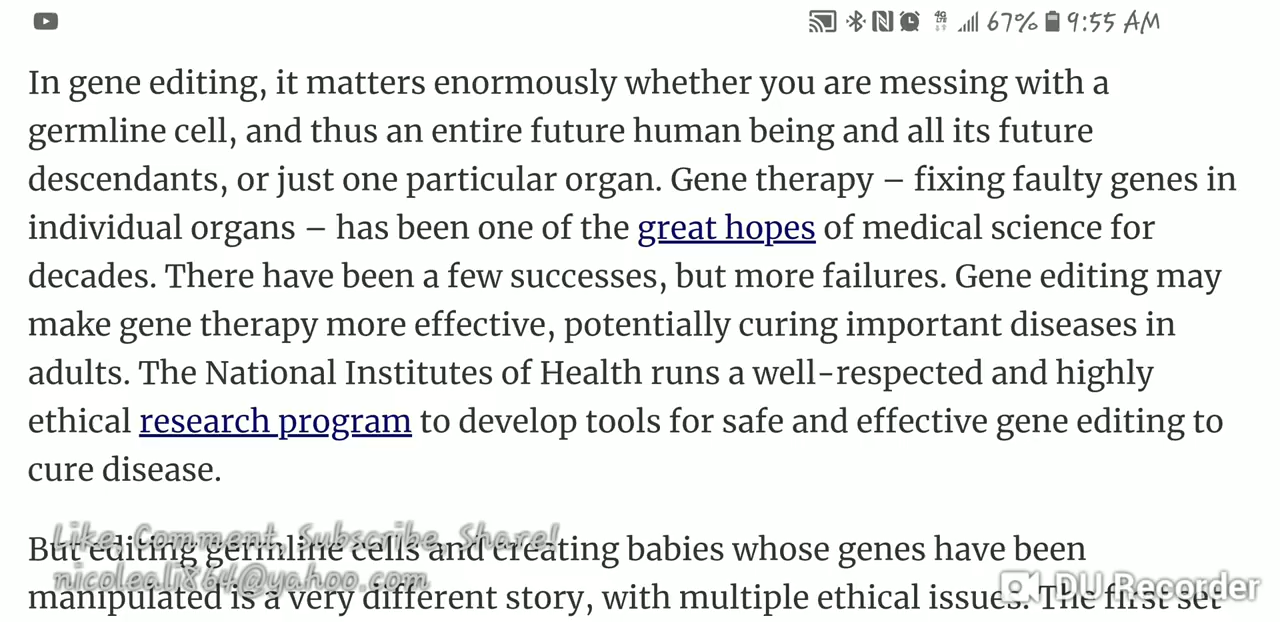 67% 9:55 AM
In gene editing, it matters enormously whether you are messing with a
germline cell, and thus an entire future human being and all its future
descendants, or just one particular organ. Gene therapy – fixing faulty genes in
individual organs – has been one of the great hopes of medical science for
decades. There have been a few successes, but more failures. Gene editing may
make gene therapy more effective, potentially curing important diseases in
adults. The National Institutes of Health runs a well-respected and highly
ethical research program to develop tools for safe and effective gene editing to
cure disease.
Like, Comment, Subscribe, Share!
But editing germline cells and creating babies whose genes have been
nicoleali864@yahoo.com
manipulated is a very different story, with multiple ethical issues. The first set
DU Recorder